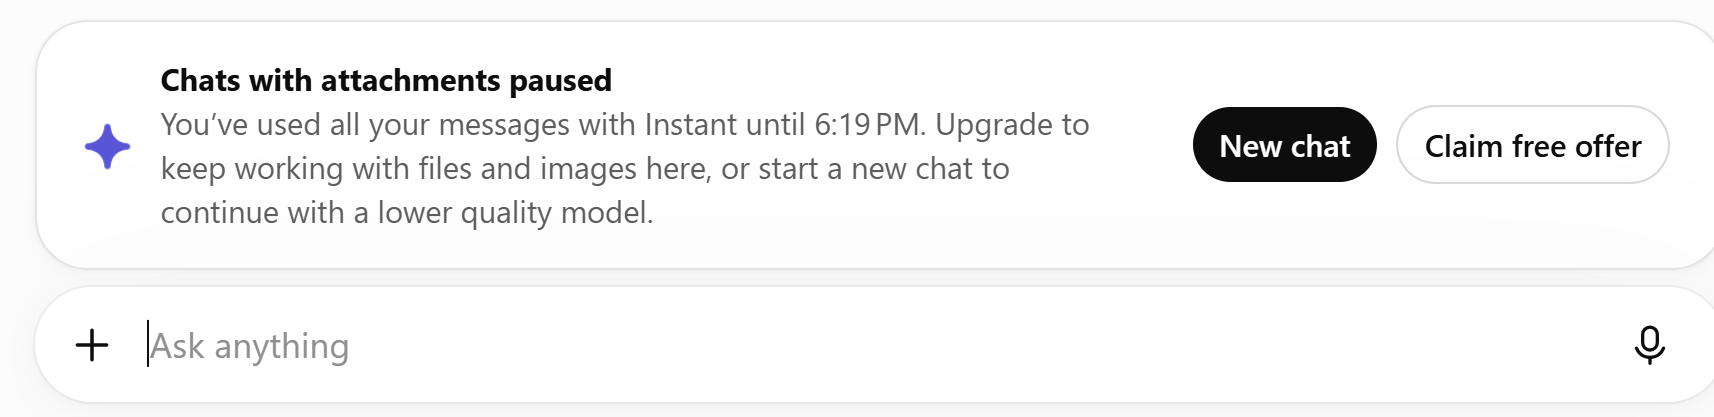 Chats with attachments paused
You’ve used all your messages with Instant until 6:19 PM. Upgrade to
keep working with files and images here, or start a new chat to
continue with a lower quality model.
New chat
Claim free offer
Ask anything